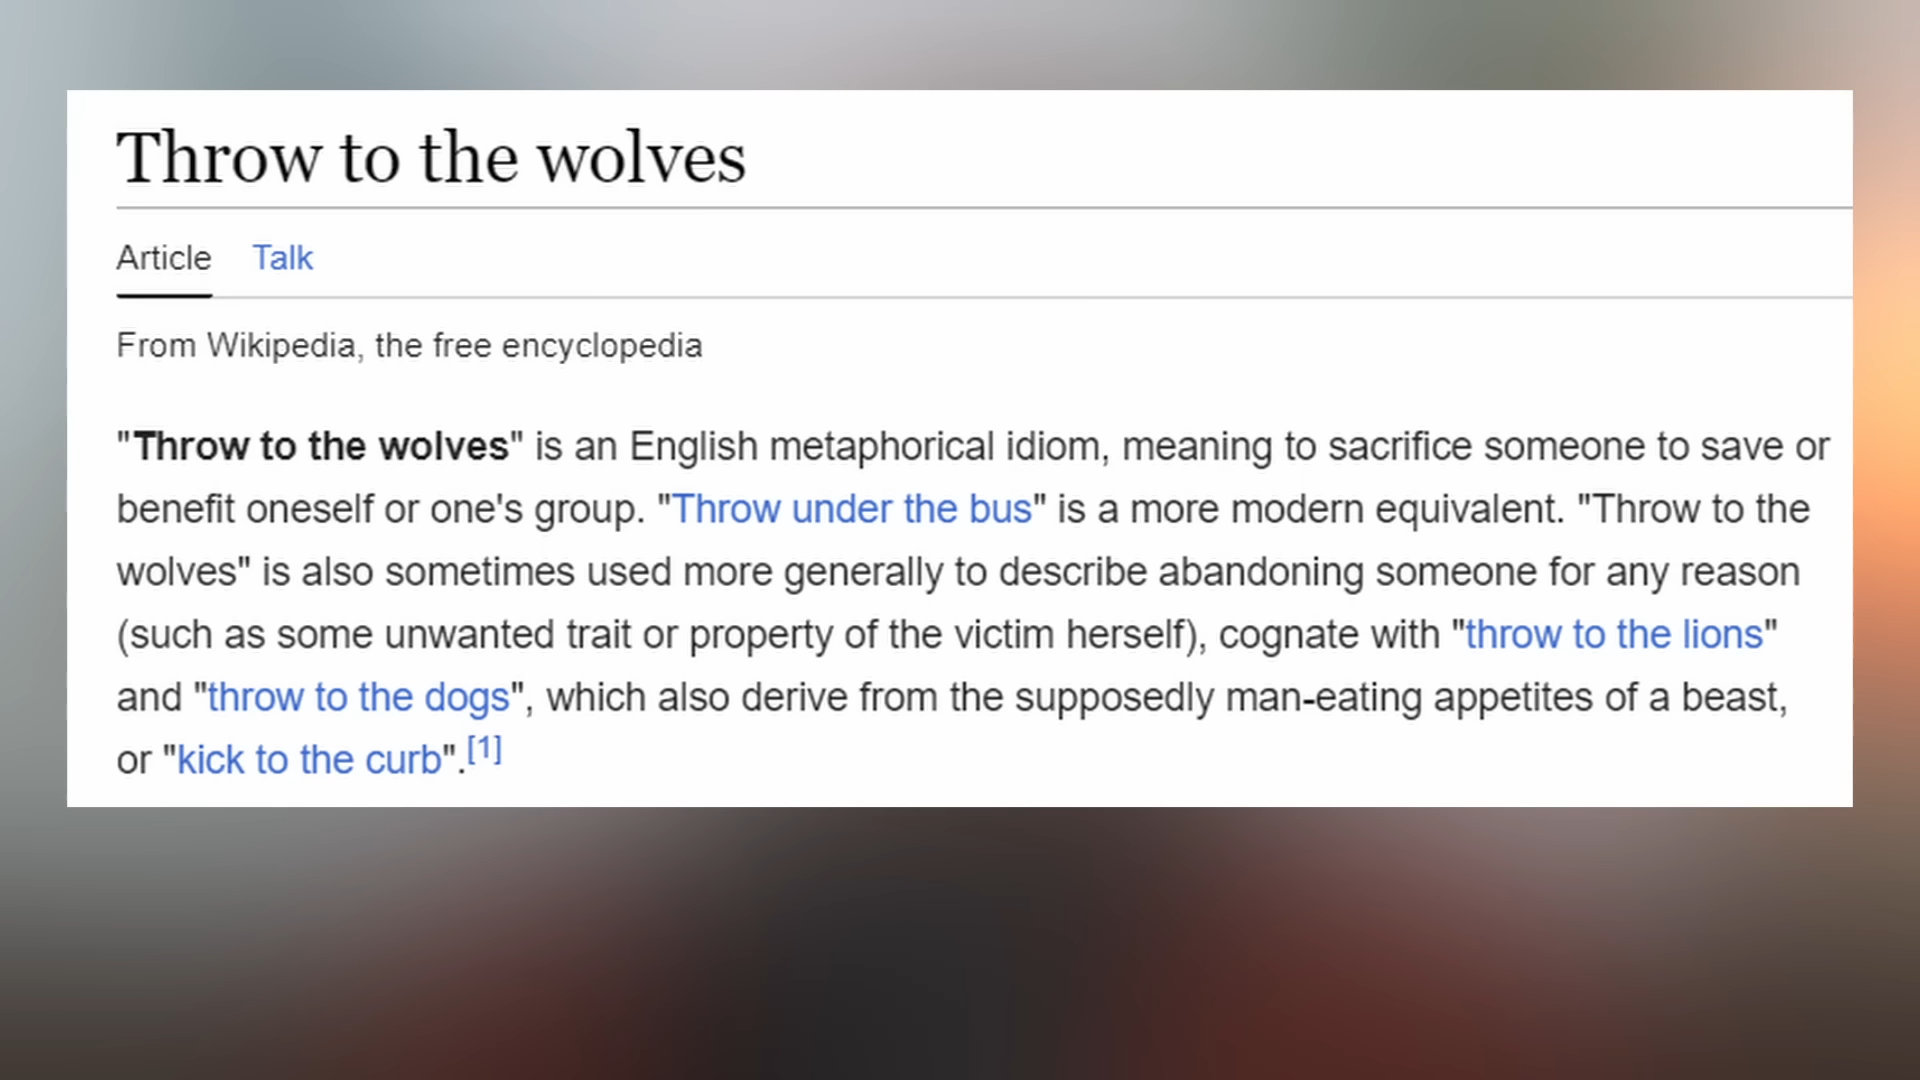 Throw to the wolves
Article Talk
From Wikipedia, the free encyclopedia
"Throw to the wolves" is an English metaphorical idiom, meaning to sacrifice someone to save or
benefit oneself or one's group. "Throw under the bus" is a more modern equivalent. "Throw to the
wolves" is also sometimes used more generally to describe abandoning someone for any reason
(such as some unwanted trait or property of the victim herself), cognate with "throw to the lions"
and "throw to the dogs", which also derive from the supposedly man-eating appetites of a beast,
or "kick to the curb".[1]